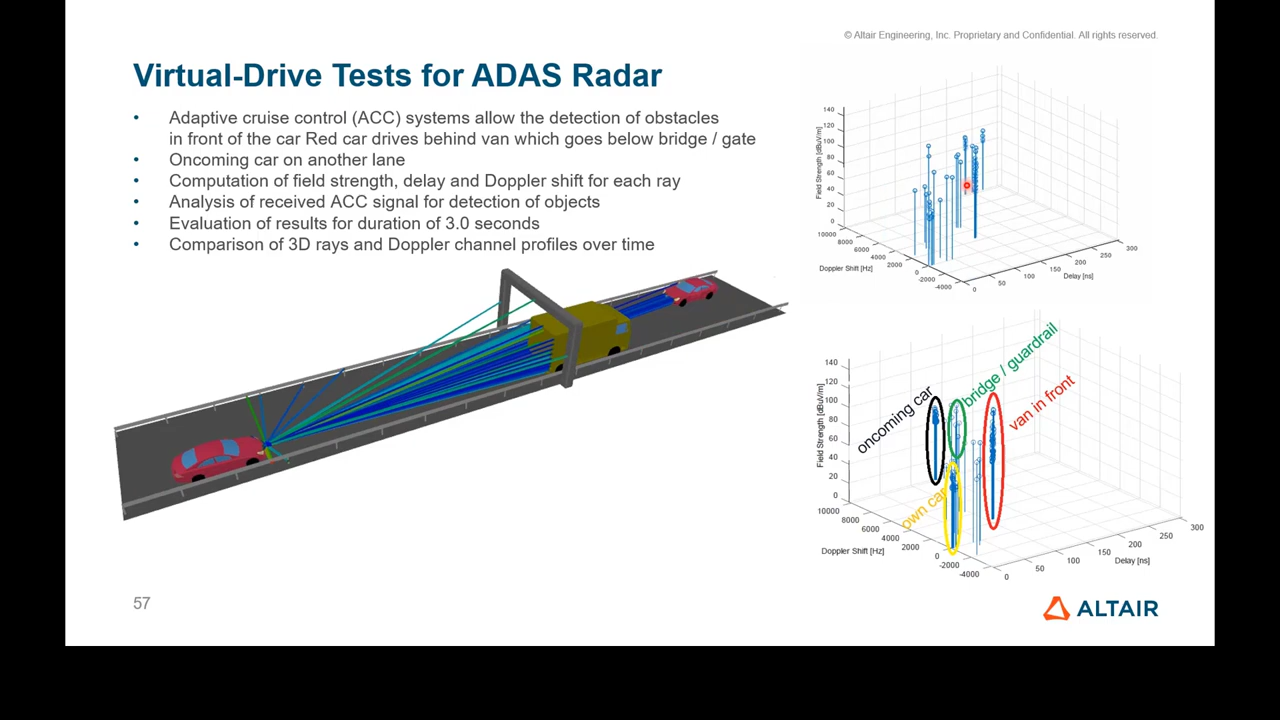 © Altair Engineering, Inc. Proprietary and Confidential. All rights reserved.
Virtual-Drive Tests for ADAS Radar
• Adaptive cruise control (ACC) systems allow the detection of obstacles
in front of the car Red car drives behind van which goes below bridge / gate
• Oncoming car on another lane
• Computation of field strength, delay and Doppler shift for each ray
• Analysis of received ACC signal for detection of objects
• Evaluation of results for duration of 3.0 seconds
• Comparison of 3D rays and Doppler channel profiles over time
140
120
100
80
60
40
20
0
Field Strength [dBuV/m]
10000
8000
6000
4000
2000
0
-2000
-4000
Doppler Shift [Hz]
0
50
100
150
200
250
300
Delay [ns]
140
120
100
80
60
40
20
0
Field Strength [dBuV/m]
oncoming car
bridge / guardrail
van in front
own car
10000
8000
6000
4000
2000
0
-2000
-4000
Doppler Shift [Hz]
0
50
100
150
200
250
300
Delay [ns]
57
ALTAIR